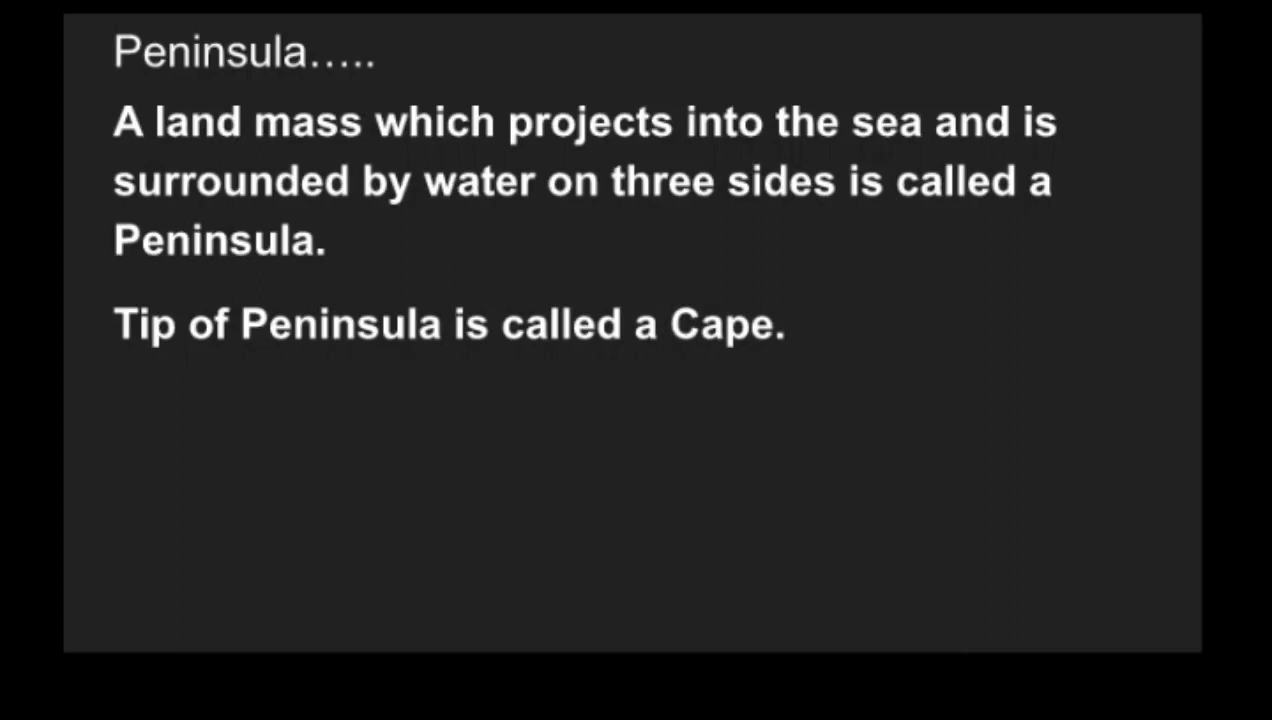 Peninsula…..
A land mass which projects into the sea and is
surrounded by water on three sides is called a
Peninsula.
Tip of Peninsula is called a Cape.